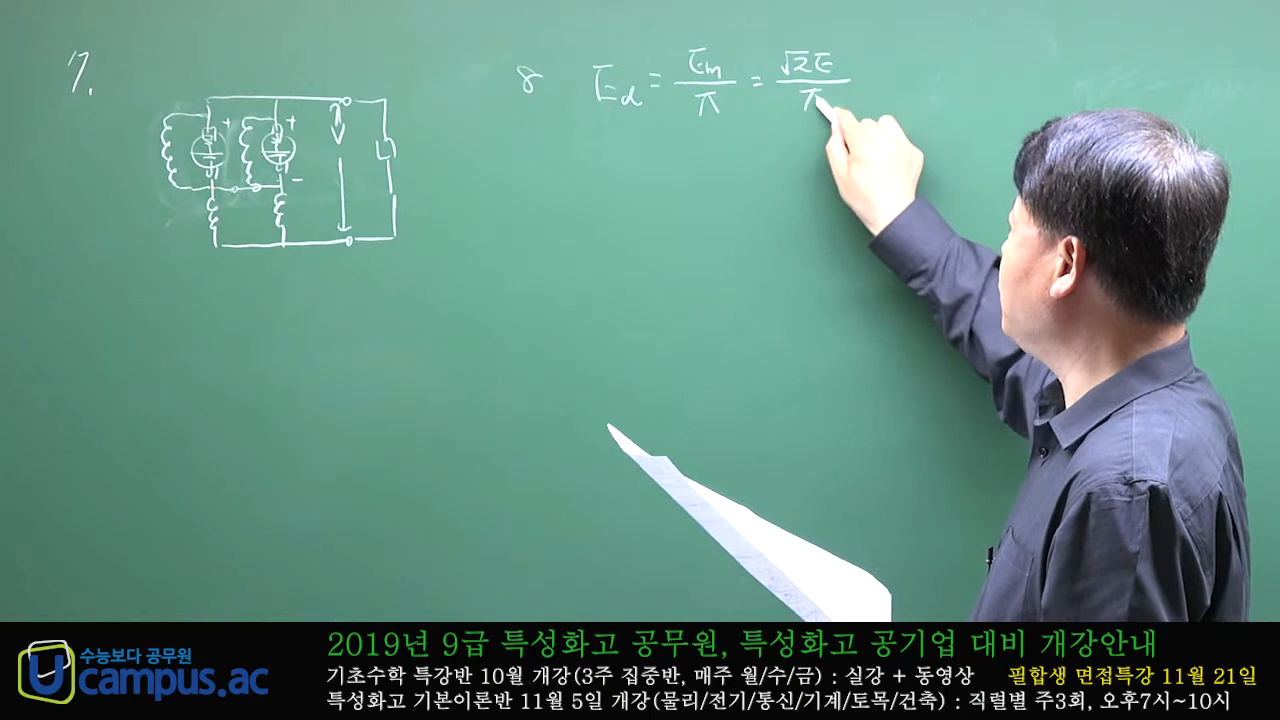 7.
8 Ed = Em/π = √2E/π
+ +
-
수능보다 공무원
Ucampus.ac
2019년 9급 특성화고 공무원, 특성화고 공기업 대비 개강안내
기초수학 특강반 10월 개강(3주 집중반, 매주 월/수/금) : 실강 + 동영상 필합생 면접특강 11월 21일
특성화고 기본이론반 11월 5일 개강(물리/전기/통신/기계/토목/건축) : 직렬별 주3회, 오후7시~10시